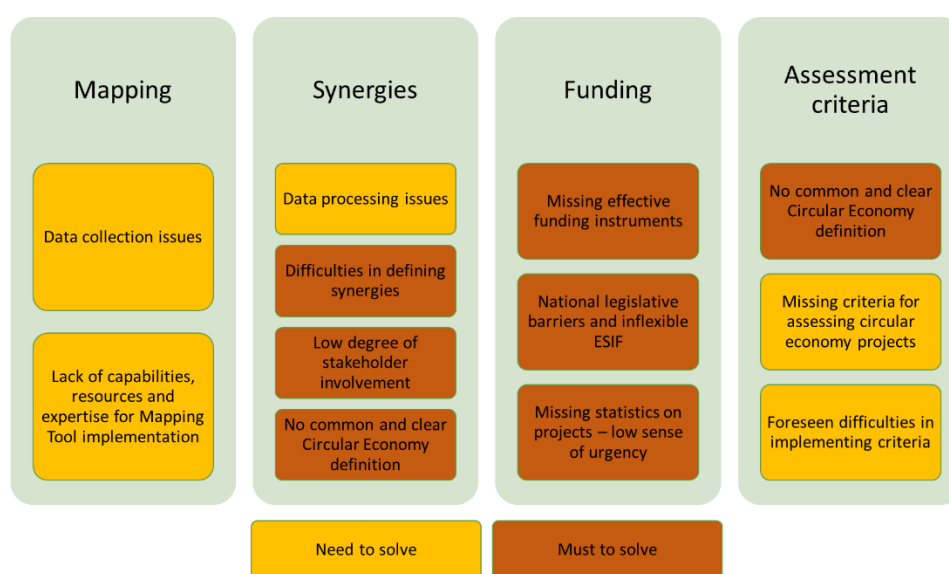 Mapping
Data collection issues
Lack of capabilities,
resources and
expertise for Mapping
Tool implementation
Synergies
Data processing issues
Difficulties in defining
synergies
Low degree of
stakeholder
involvement
No common and clear
Circular Economy
definition
Funding
Missing effective
funding instruments
National legislative
barriers and inflexible
ESIF
Missing statistics on
projects – low sense
of urgency
Assessment
criteria
No common and clear
Circular Economy
definition
Missing criteria for
assessing circular
economy projects
Foreseen difficulties in
implementing criteria
Need to solve
Must to solve